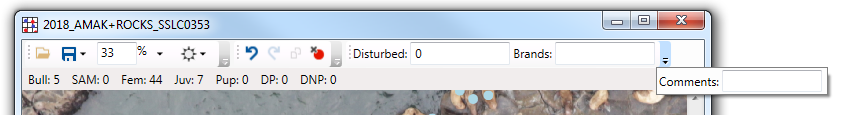 2018_AMAK+ROCKS_SSLC0353
33 % Disturbed: 0 Brands:
Bull: 5 SAM: 0 Fem: 44 Juv: 7 Pup: 0 DP: 0 DNP: 0
Comments: